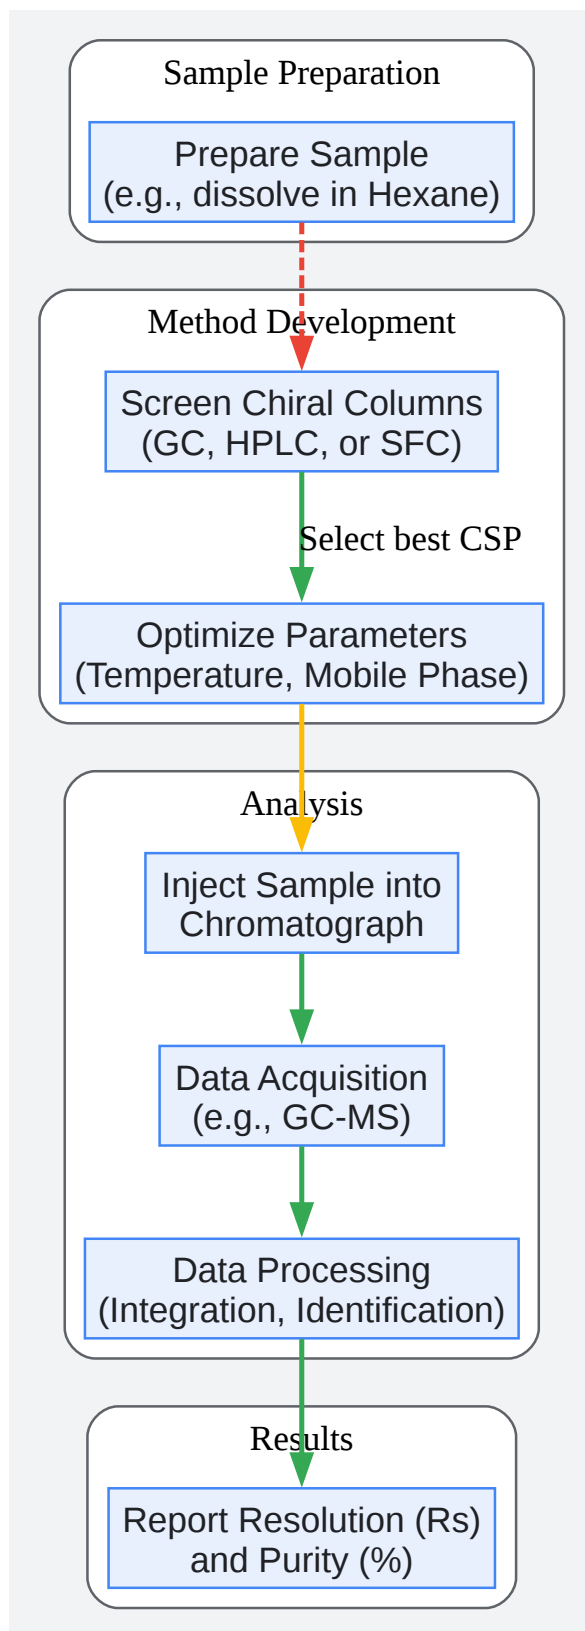 Sample Preparation
Prepare Sample
(e.g., dissolve in Hexane)
Method Development
Screen Chiral Columns
(GC, HPLC, or SFC)
Select best CSP
Optimize Parameters
(Temperature, Mobile Phase)
Analysis
Inject Sample into
Chromatograph
Data Acquisition
(e.g., GC-MS)
Data Processing
(Integration, Identification)
Results
Report Resolution (Rs)
and Purity (%)